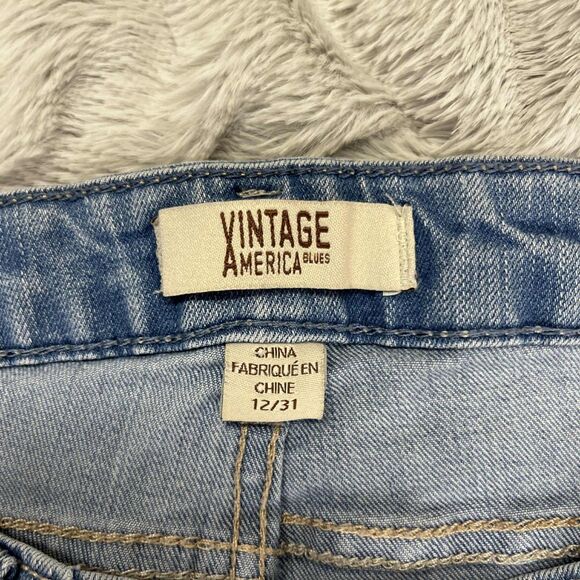 VINTAGE
AMERICA BLUES
CHINA
FABRIQUÉ EN
CHINE
12/31